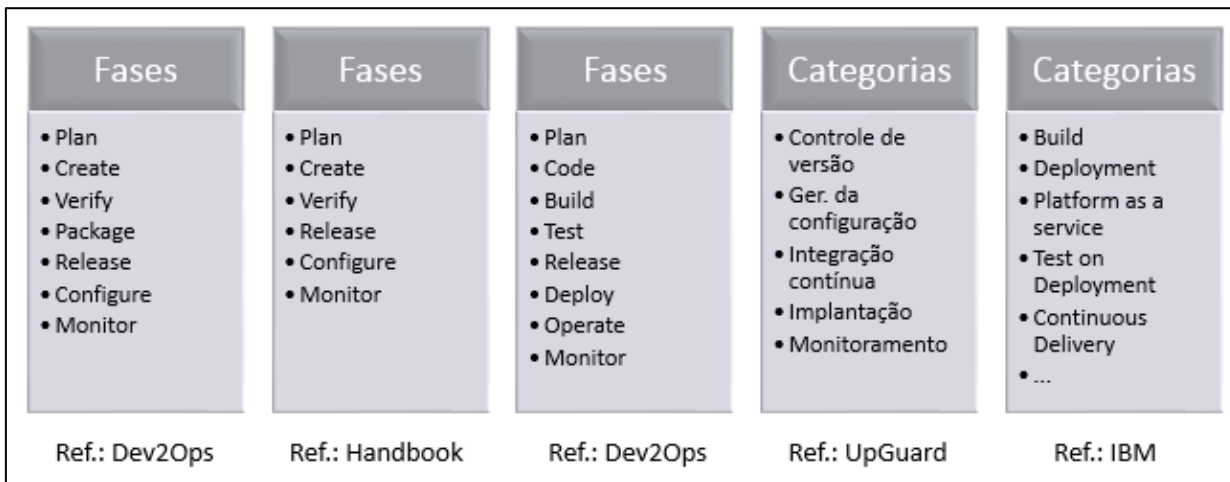 Fases
• Plan
• Create
• Verify
• Package
• Release
• Configure
• Monitor
Ref.: Dev2Ops
Fases
• Plan
• Create
• Verify
• Release
• Configure
• Monitor
Ref.: Handbook
Fases
• Plan
• Code
• Build
• Test
• Release
• Deploy
• Operate
• Monitor
Ref.: Dev2Ops
Categorias
• Controle de
versão
• Ger. da
configuração
• Integração
contínua
• Implantação
• Monitoramento
Ref.: UpGuard
Categorias
• Build
• Deployment
• Platform as a
service
• Test on
Deployment
• Continuous
Delivery
• ...
Ref.: IBM